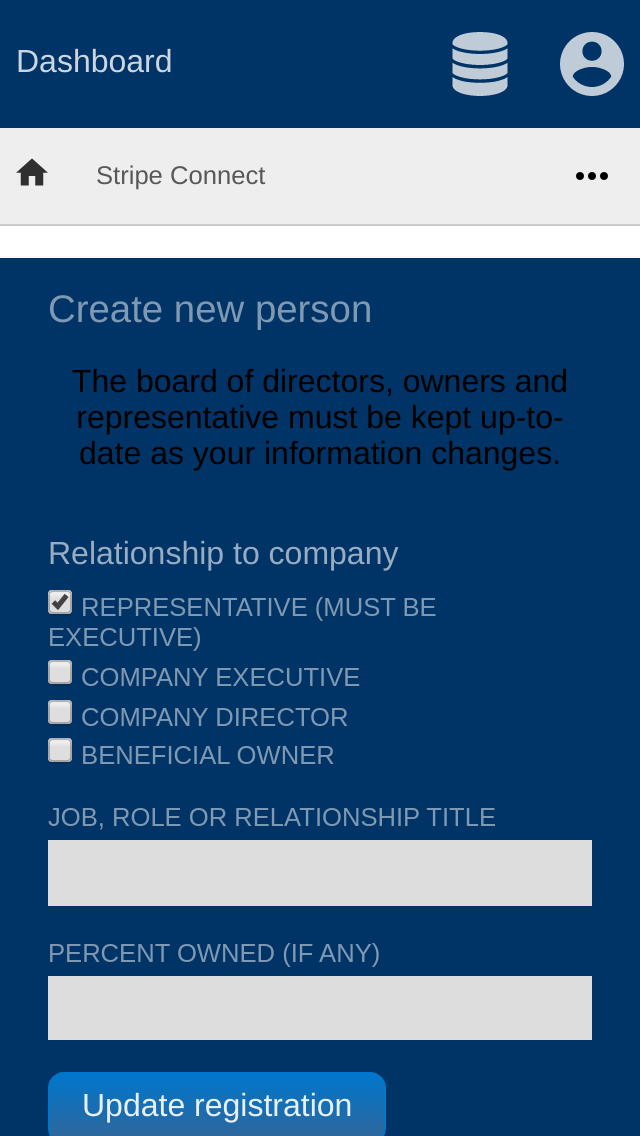 Dashboard
Stripe Connect
Create new person
The board of directors, owners and
representative must be kept up-to-
date as your information changes.
Relationship to company
REPRESENTATIVE (MUST BE
EXECUTIVE)
COMPANY EXECUTIVE
COMPANY DIRECTOR
BENEFICIAL OWNER
JOB, ROLE OR RELATIONSHIP TITLE
PERCENT OWNED (IF ANY)
Update registration